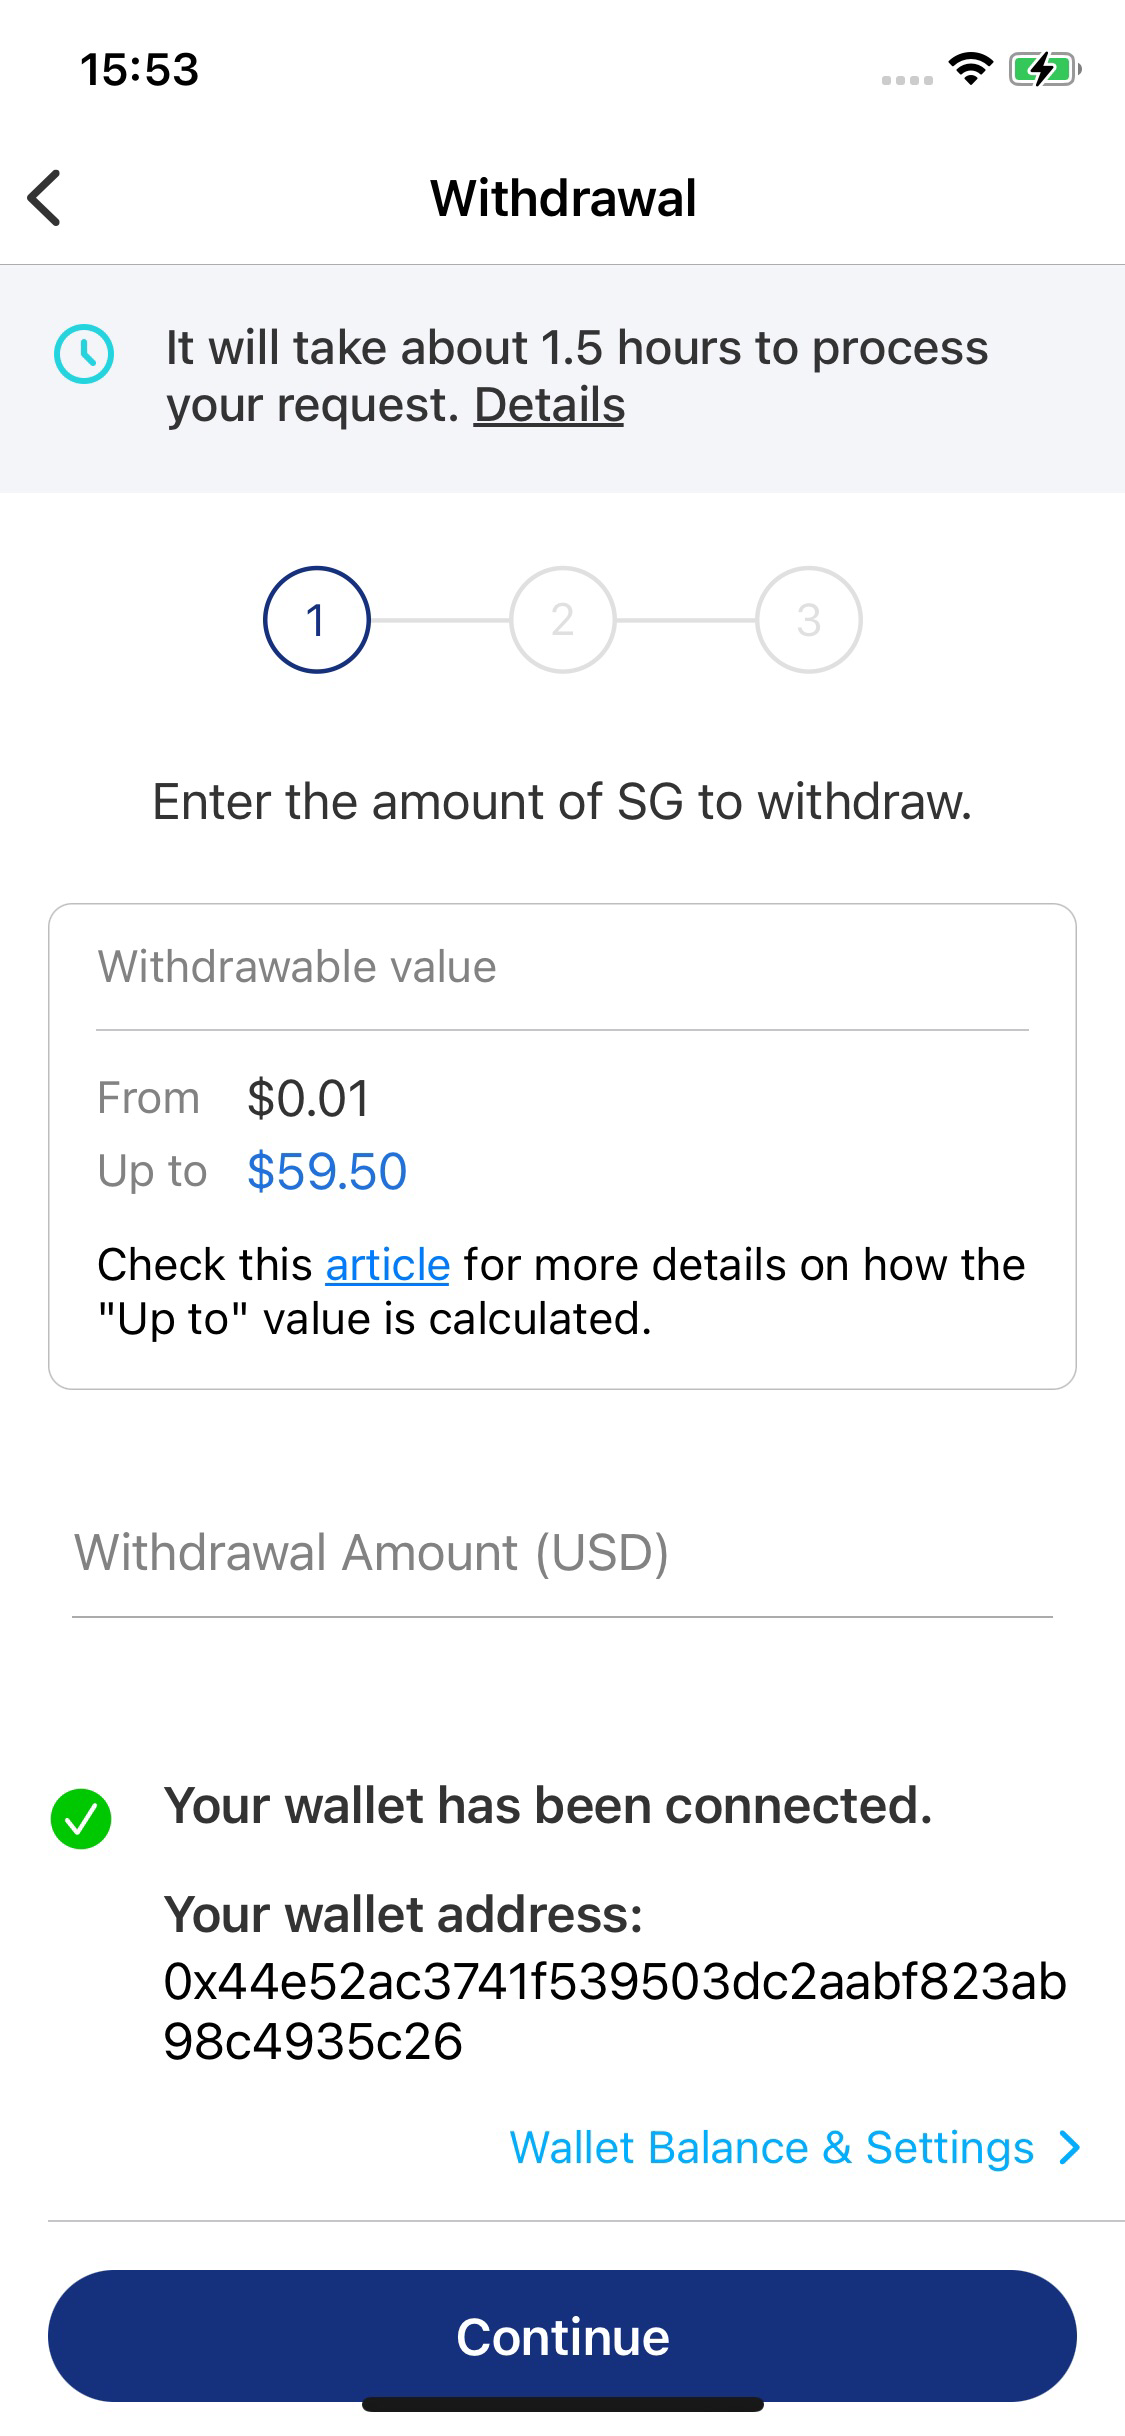 15:53
Withdrawal
It will take about 1.5 hours to process
your request. Details
1 2 3
Enter the amount of SG to withdraw.
Withdrawable value
From $0.01
Up to $59.50
Check this article for more details on how the
"Up to" value is calculated.
Withdrawal Amount (USD)
Your wallet has been connected.
Your wallet address:
0x44e52ac3741f539503dc2aabf823ab
98c4935c26
Wallet Balance & Settings
Continue